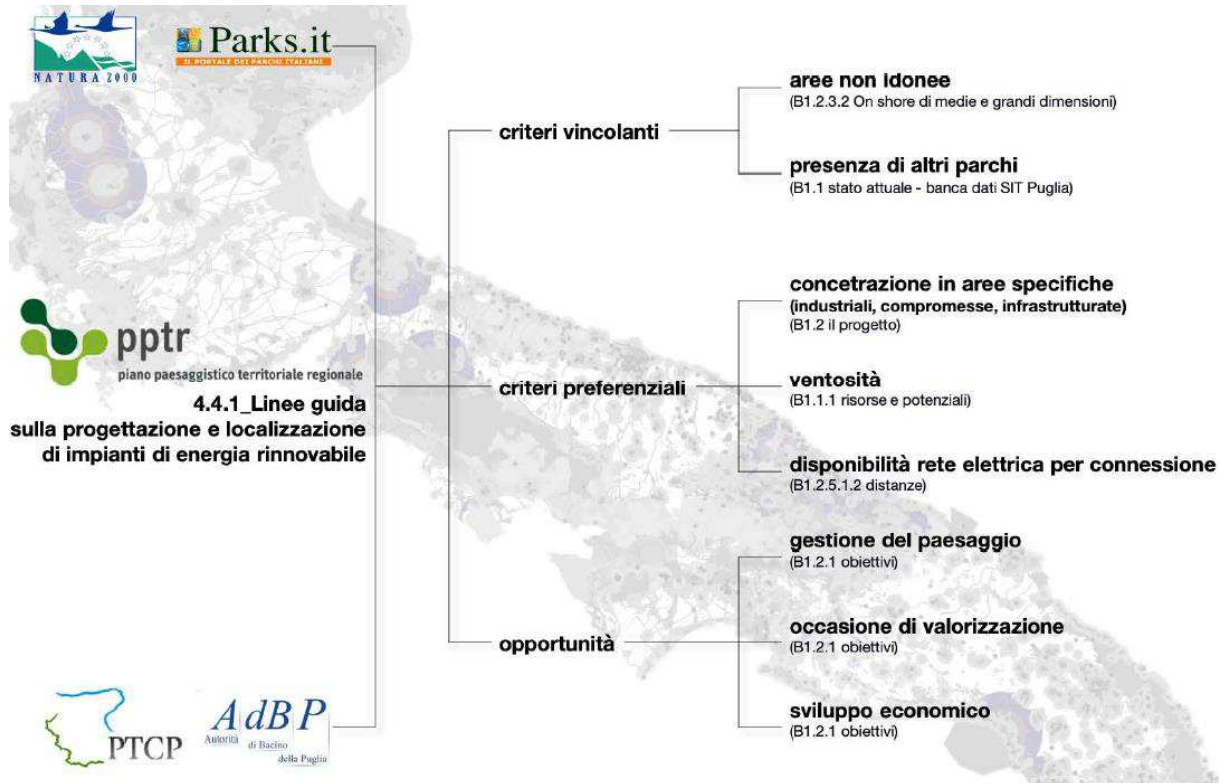 NATURA 2000
Parks.it
IL PORTALE DEI PARCHI ITALIANI
pptr
piano paesaggistico territoriale regionale
4.4.1_Linee guida
sulla progettazione e localizzazione
di impianti di energia rinnovabile
PTCP
AdBP
Autorità
di Bacino
della Puglia
criteri vincolanti
aree non idonee
(B1.2.3.2 On shore di medie e grandi dimensioni)
presenza di altri parchi
(B1.1 stato attuale - banca dati SIT Puglia)
criteri preferenziali
concetrazione in aree specifiche
(industriali, compromesse, infrastrutturate)
(B1.2 il progetto)
ventosità
(B1.1.1 risorse e potenziali)
disponibilità rete elettrica per connessione
(B1.2.5.1.2 distanze)
opportunità
gestione del paesaggio
(B1.2.1 obiettivi)
occasione di valorizzazione
(B1.2.1 obiettivi)
sviluppo economico
(B1.2.1 obiettivi)